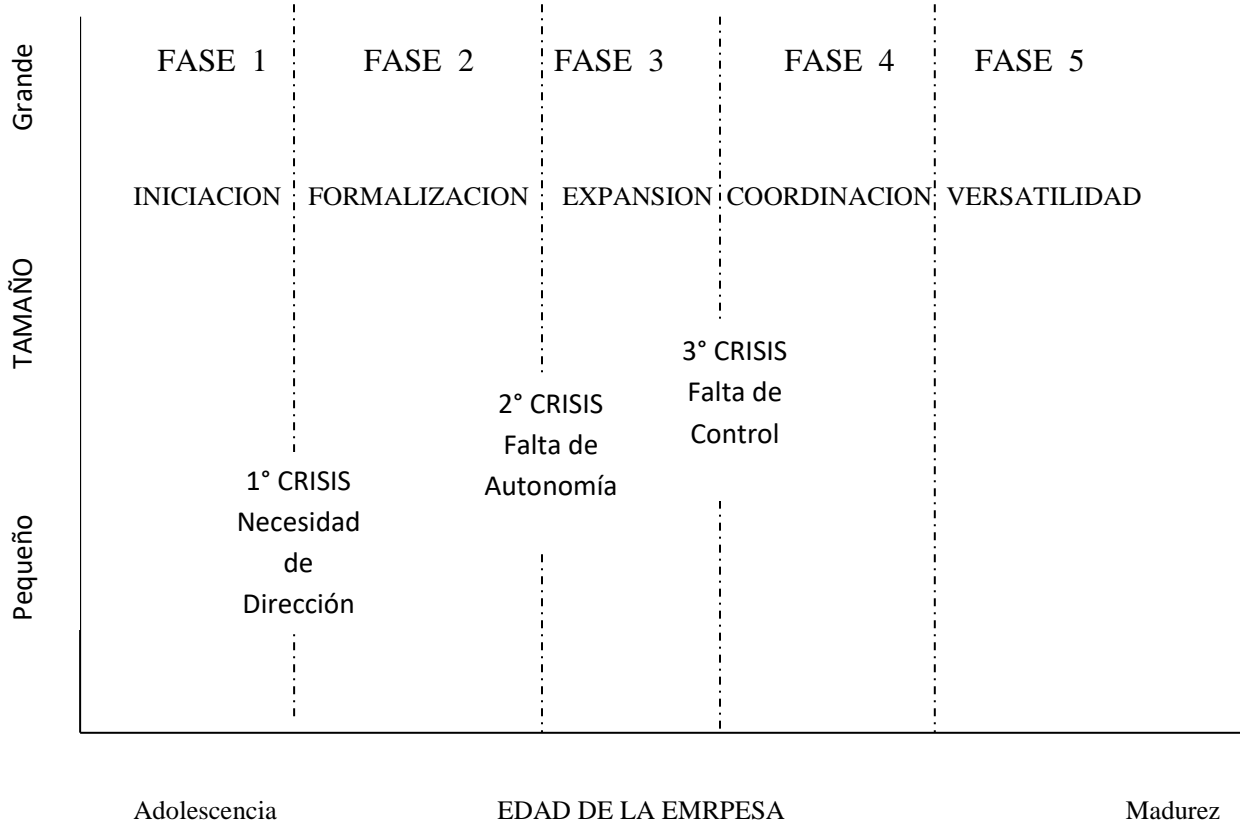 Grande
TAMAÑO
Pequeño
FASE 1
FASE 2
FASE 3
FASE 4
FASE 5
INICIACION
FORMALIZACION
EXPANSION
COORDINACION
VERSATILIDAD
1° CRISIS
Necesidad
de
Dirección
2° CRISIS
Falta de
Autonomía
3° CRISIS
Falta de
Control
Adolescencia
EDAD DE LA EMRPESA
Madurez